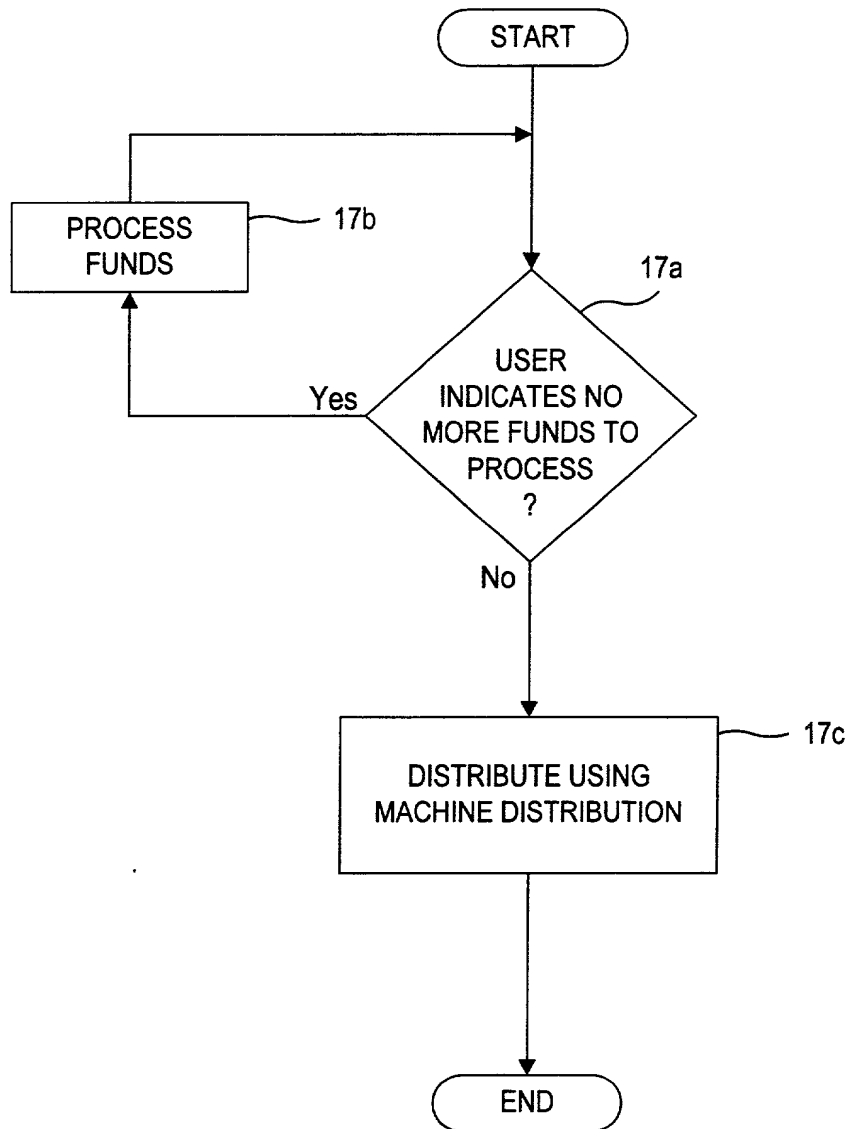 START
PROCESS
FUNDS
17b
17a
USER
INDICATES NO
MORE FUNDS TO
PROCESS
?
Yes
No
17c
DISTRIBUTE USING
MACHINE DISTRIBUTION
END